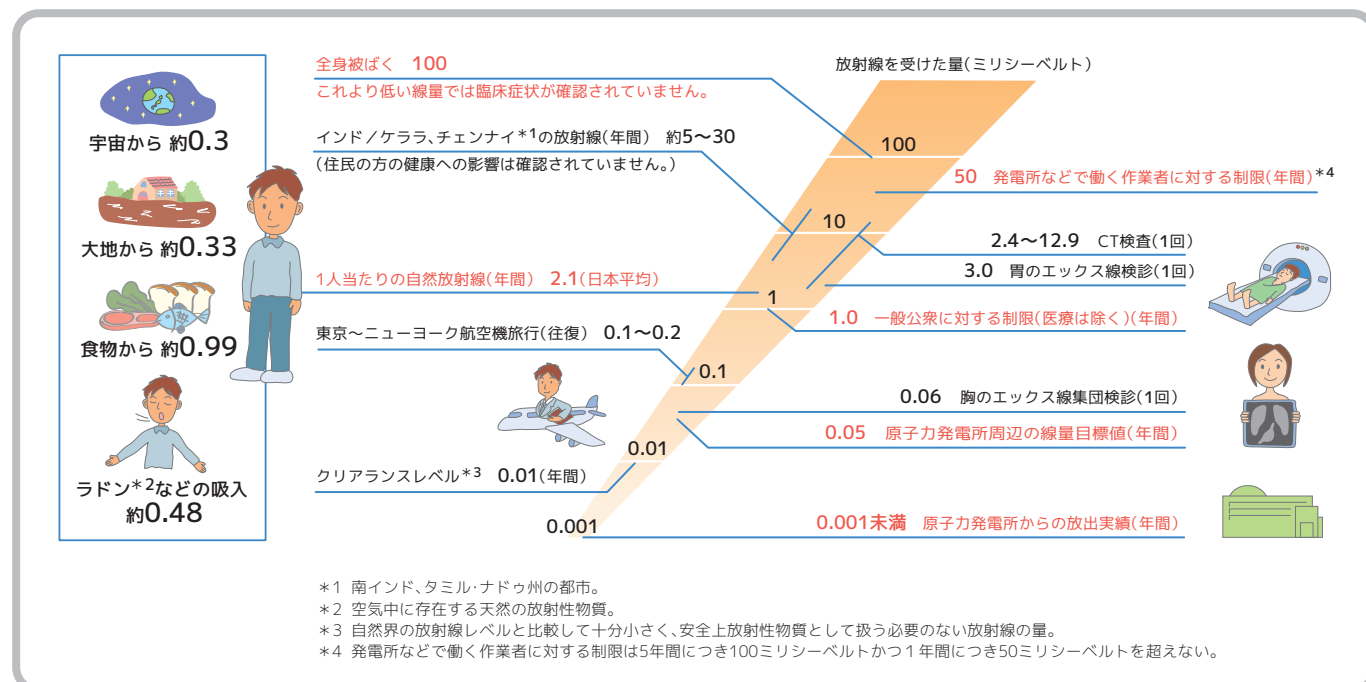 宇宙から 約0.3
大地から 約0.33
食物から 約0.99
ラドン＊2などの吸入
約0.48
全身被ばく 100
これより低い線量では臨床症状が確認されていません。
インド／ケララ、チェンナイ＊1の放射線(年間) 約5〜30
(住民の方の健康への影響は確認されていません。)
1人当たりの自然放射線(年間) 2.1(日本平均)
東京〜ニューヨーク航空機旅行(往復) 0.1〜0.2
クリアランスレベル＊3 0.01(年間)
放射線を受けた量(ミリシーベルト)
100
10
1
0.1
0.01
0.001
50 発電所などで働く作業者に対する制限(年間)＊4
2.4〜12.9 CT検査(1回)
3.0 胃のエックス線検診(1回)
1.0 一般公衆に対する制限(医療は除く)(年間)
0.06 胸のエックス線集団検診(1回)
0.05 原子力発電所周辺の線量目標値(年間)
0.001未満 原子力発電所からの放出実績(年間)
＊1 南インド、タミル・ナドゥ州の都市。
＊2 空気中に存在する天然の放射性物質。
＊3 自然界の放射線レベルと比較して十分小さく、安全上放射性物質として扱う必要のない放射線の量。
＊4 発電所などで働く作業者に対する制限は5年間につき100ミリシーベルトかつ１年間につき50ミリシーベルトを超えない。